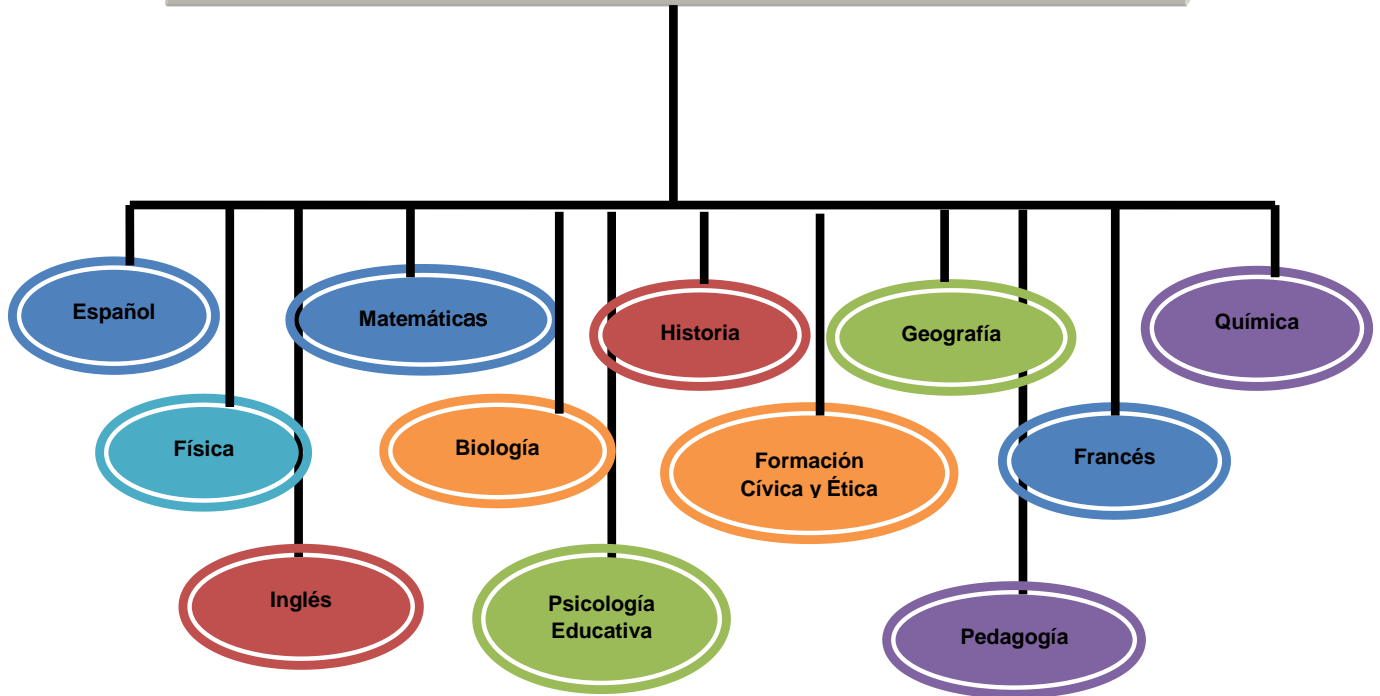 Español
Matemáticas
Historia
Geografía
Química
Física
Biología
Formación
Cívica y Ética
Francés
Inglés
Psicología
Educativa
Pedagogía